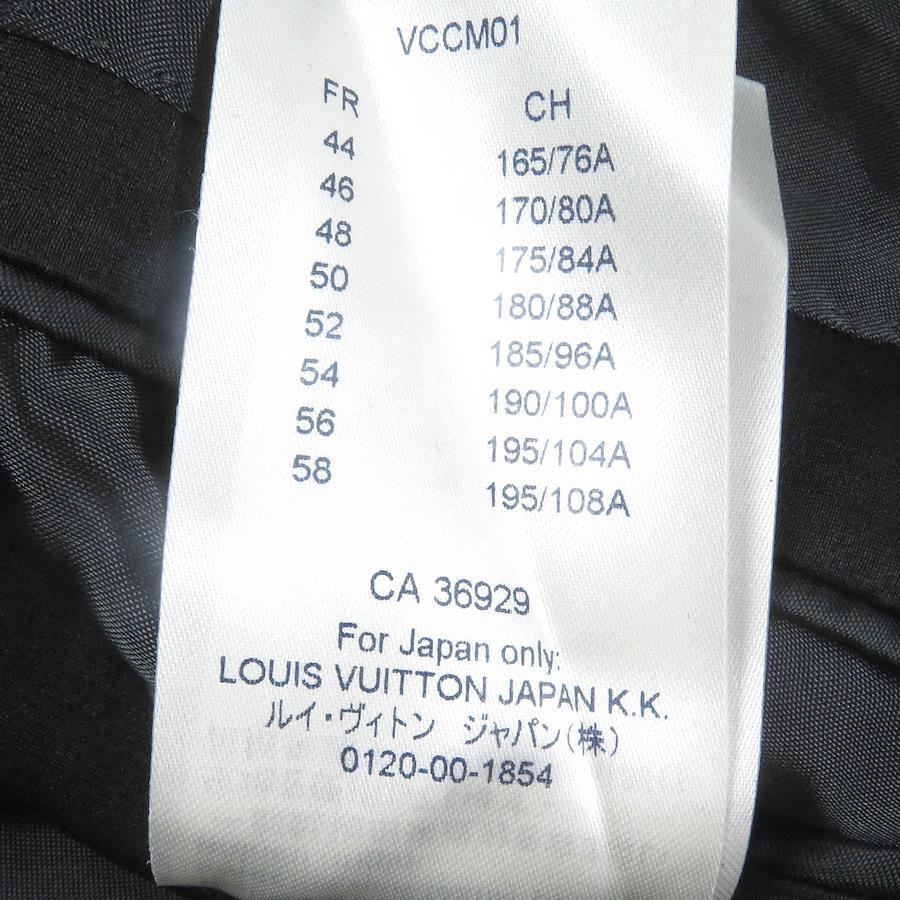 VCCM01
FR CH
44 165/76A
46 170/80A
48 175/84A
50 180/88A
52 185/96A
54 190/100A
56 195/104A
58 195/108A
CA 36929
For Japan only:
LOUIS VUITTON JAPAN K.K.
ルイ・ヴィトン ジャパン(株)
0120-00-1854